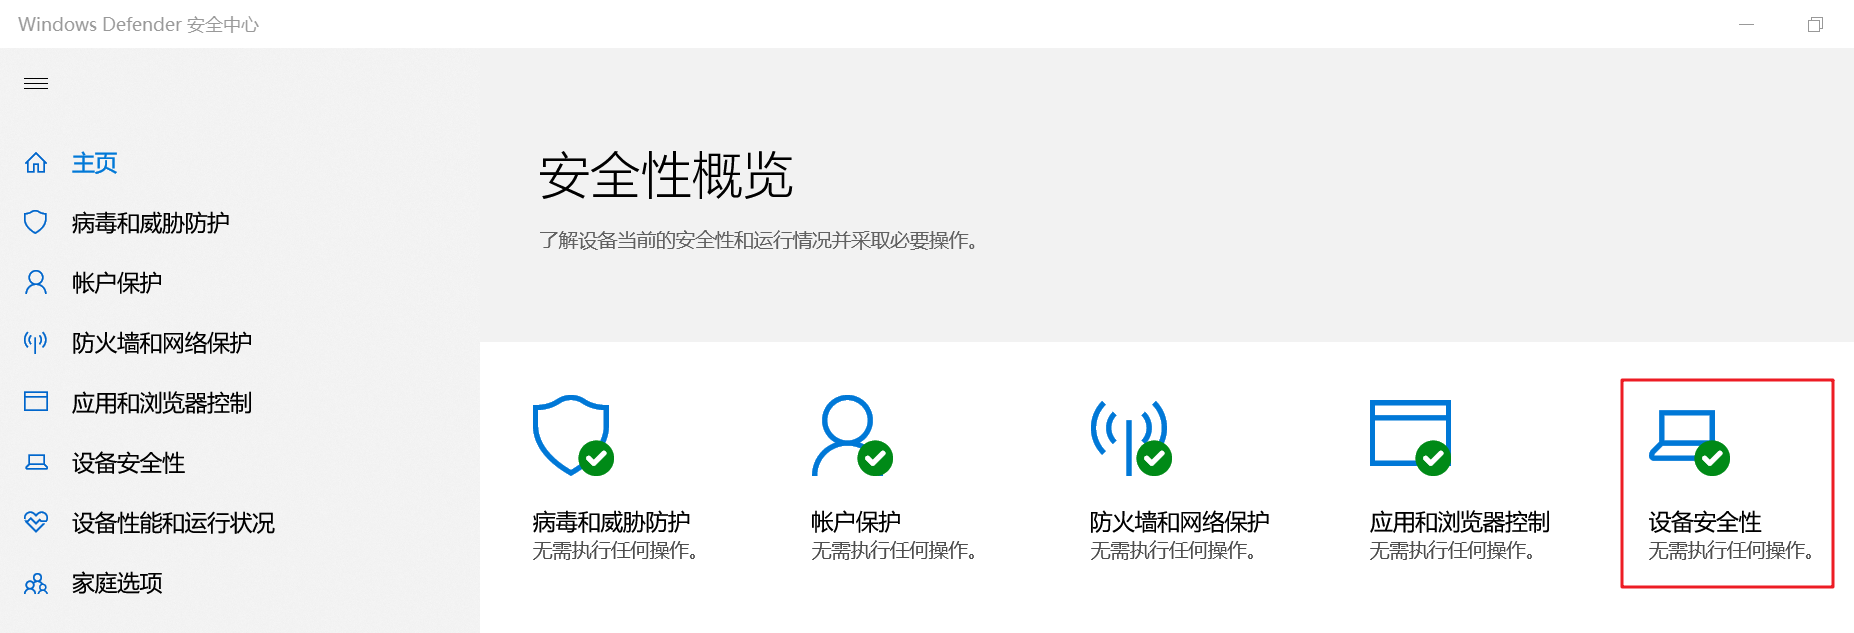 Windows Defender 安全中心
主页
病毒和威胁防护
帐户保护
防火墙和网络保护
应用和浏览器控制
设备安全性
设备性能和运行状况
家庭选项
安全性概览
了解设备当前的安全性和运行情况并采取必要操作。
病毒和威胁防护
无需执行任何操作。
帐户保护
无需执行任何操作。
防火墙和网络保护
无需执行任何操作。
应用和浏览器控制
无需执行任何操作。
设备安全性
无需执行任何操作。